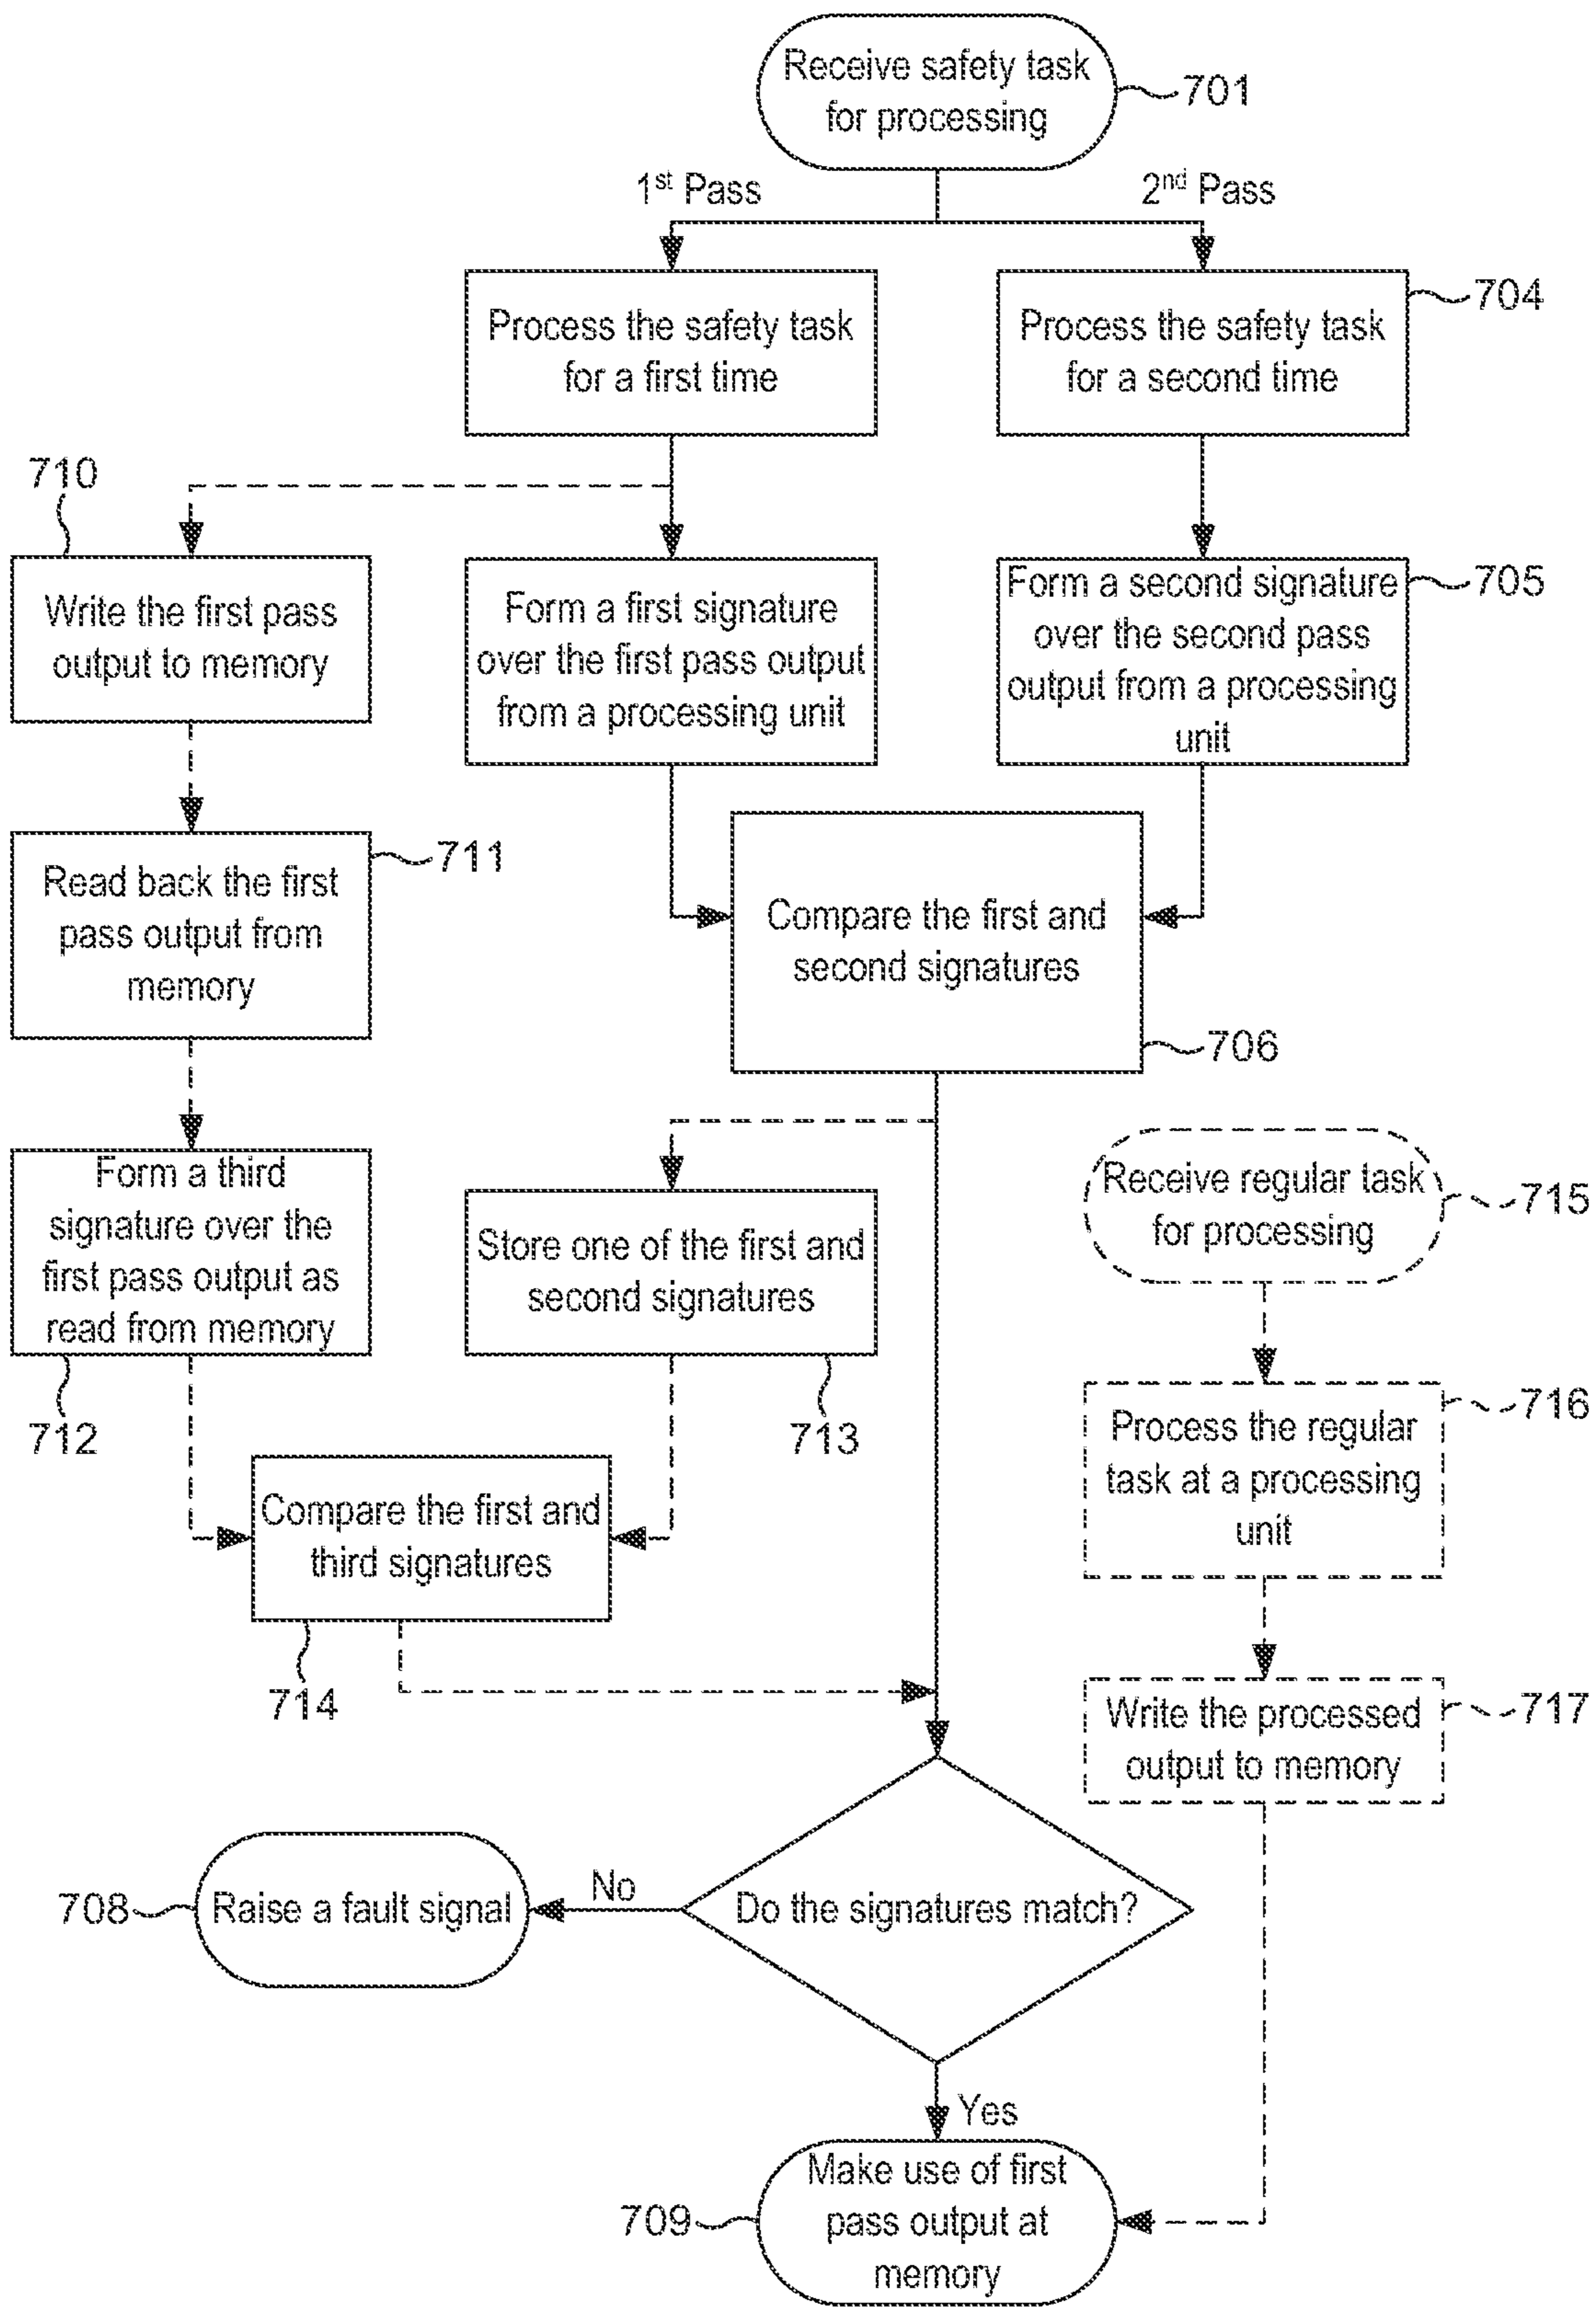 Receive safety task
for processing
701
1st Pass
2nd Pass
Process the safety task
for a first time
Process the safety task
for a second time
704
710
Write the first pass
output to memory
Form a first signature
over the first pass output
from a processing unit
Form a second signature
over the second pass
output from a processing
unit
705
Read back the first
pass output from
memory
711
Compare the first and
second signatures
706
Form a third
signature over the
first pass output as
read from memory
712
Store one of the first and
second signatures
713
Receive regular task
for processing
715
Process the regular
task at a processing
unit
716
Compare the first and
third signatures
714
Write the processed
output to memory
717
Do the signatures match?
No
Raise a fault signal
708
Yes
Make use of first
pass output at
memory
709